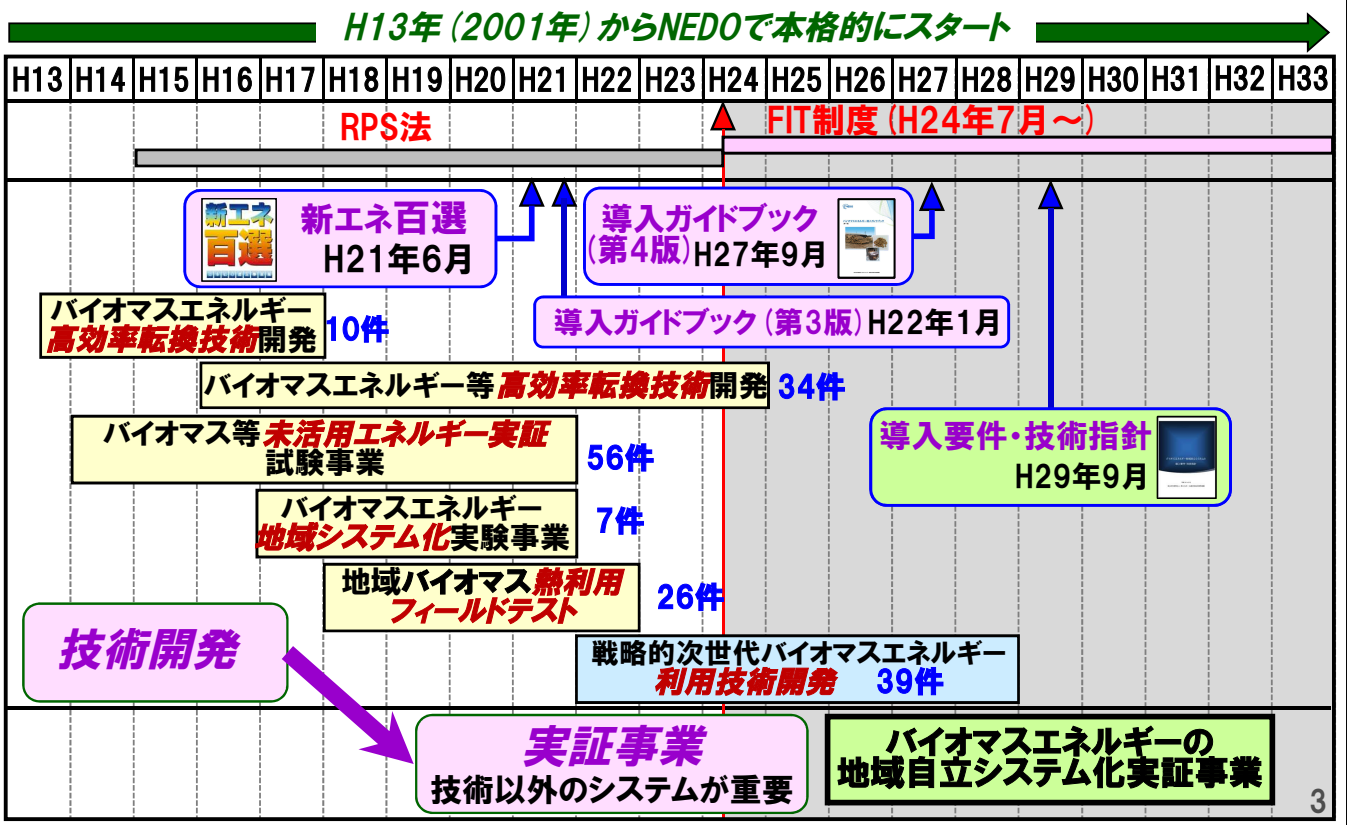 H13年(2001年)からNEDOで本格的にスタート
H13 H14 H15 H16 H17 H18 H19 H20 H21 H22 H23 H24 H25 H26 H27 H28 H29 H30 H31 H32 H33
RPS法
FIT制度(H24年7月～)
新エネ
百選
新エネ百選
H21年6月
導入ガイドブック
(第4版)H27年9月
導入ガイドブック(第3版)H22年1月
バイオマスエネルギー
高効率転換技術開発
10件
バイオマスエネルギー等高効率転換技術開発
34件
バイオマス等未活用エネルギー実証
試験事業
56件
導入要件・技術指針
H29年9月
バイオマスエネルギー
地域システム化実験事業
7件
地域バイオマス熱利用
フィールドテスト
26件
技術開発
戦略的次世代バイオマスエネルギー
利用技術開発 39件
実証事業
技術以外のシステムが重要
バイオマスエネルギーの
地域自立システム化実証事業
3